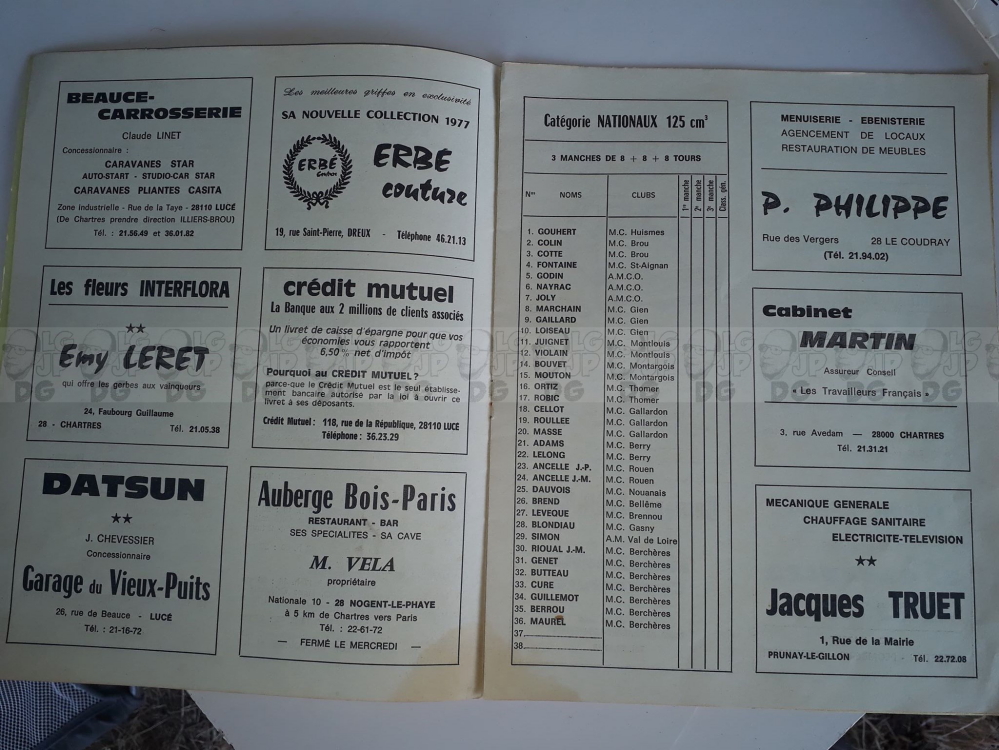 BEAUCE-
CARROSSERIE
Claude LINET
Concessionnaire :
CARAVANES STAR
AUTO-START - STUDIO-CAR STAR
CARAVANES PLIANTES CASITA
Zone industrielle - Rue de la Taye - 28110 LUCÉ
(De Chartres prendre direction ILLIERS-BROU)
Tél. : 21.56.49 et 36.01.82
Les meilleures griffes en exclusivité
SA NOUVELLE COLLECTION 1977
ERBÉ
Couture
ERBÉ
couture
19, rue Saint-Pierre, DREUX - Téléphone 46.21.13
Les fleurs INTERFLORA
Emy LERET
qui offre les gerbes aux vainqueurs
24, Faubourg Guillaume
28 - CHARTRES Tél. 21.05.38
crédit mutuel
La Banque aux 2 millions de clients associés
Un livret de caisse d'épargne pour que vos
économies vous rapportent
6,50 % net d'impôt
Pourquoi au CREDIT MUTUEL ?
parce-que le Crédit Mutuel est le seul établisse-
ment bancaire autorisé par la loi à ouvrir ce
livret à ses déposants.
Crédit Mutuel : 118, rue de la République, 28110 LUCÉ
Téléphone : 36.23.29
DATSUN
J. CHEVESSIER
Concessionnaire
Garage du Vieux-Puits
26, rue de Beauce - LUCÉ
Tél. : 21-16-72
Auberge Bois-Paris
RESTAURANT - BAR
SES SPECIALITES - SA CAVE
M. VELA
propriétaire
Nationale 10 - 28 NOGENT-LE-PHAYE
à 5 km de Chartres vers Paris
Tél. : 22-61-72
— FERMÉ LE MERCREDI —
Catégorie NATIONAUX 125 cm³
3 MANCHES DE 8 + 8 + 8 TOURS
Nos NOMS CLUBS 1re manche 2e manche 3e manche Class. gén.
1. GOUHERT M.C. Huismes
2. COLIN M.C. Brou
3. COTTE M.C. Brou
4. FONTAINE M.C. St-Aignan
5. GODIN A.M.C.O.
6. NAYRAC A.M.C.O.
7. JOLY A.M.C.O.
8. MARCHAIN M.C. Gien
9. GAILLARD M.C. Gien
10. LOISEAU M.C. Gien
11. JUIGNET M.C. Montlouis
12. VIOLAIN M.C. Montlouis
14. BOUVET M.C. Montargois
15. MOUTON M.C. Montargois
16. ORTIZ M.C. Thomer
17. ROBIC M.C. Thomer
18. CELLOT M.C. Gallardon
19. ROULLEE M.C. Gallardon
20. MASSE M.C. Gallardon
21. ADAMS M.C. Berry
22. LELONG M.C. Berry
23. ANCELLE J.-P. M.C. Rouen
24. ANCELLE J.-M. M.C. Rouen
25. DAUVOIS M.C. Nouanais
26. BREND M.C. Bellême
27. LEVEQUE M.C. Brennou
28. BLONDIAU M.C. Gasny
29. SIMON A.M. Val de Loire
30. RIOUAL J.-M. M.C. Berchères
31. GENET M.C. Berchères
32. BUTTEAU M.C. Berchères
33. CURE M.C. Berchères
34. GUILLEMOT M.C. Berchères
35. BERROU M.C. Berchères
36. MAUREL M.C. Berchères
37.
38.
MENUISERIE - EBENISTERIE
AGENCEMENT DE LOCAUX
RESTAURATION DE MEUBLES
P. PHILIPPE
Rue des Vergers 28 LE COUDRAY
(Tél. 21.94.02)
Cabinet
MARTIN
Assureur Conseil
« Les Travailleurs Français »
3, rue Avedam — 28000 CHARTRES
Tél. 21.31.21
MECANIQUE GENERALE
CHAUFFAGE SANITAIRE
ELECTRICITE-TELEVISION
Jacques TRUET
1, Rue de la Mairie
PRUNAY-LE-GILLON - Tél. 22.72.08